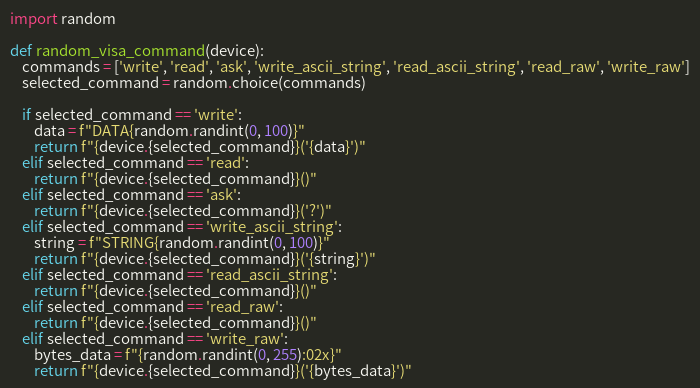 import random

def random_visa_command(device):
    commands = ['write', 'read', 'ask', 'write_ascii_string', 'read_ascii_string', 'read_raw', 'write_raw']
    selected_command = random.choice(commands)

    if selected_command == 'write':
        data = f"DATA{random.randint(0, 100)}"
        return f"{device.{selected_command}}('{data}')"
    elif selected_command == 'read':
        return f"{device.{selected_command}}()"
    elif selected_command == 'ask':
        return f"{device.{selected_command}}('?')"
    elif selected_command == 'write_ascii_string':
        string = f"STRING{random.randint(0, 100)}"
        return f"{device.{selected_command}}('{string}')"
    elif selected_command == 'read_ascii_string':
        return f"{device.{selected_command}}()"
    elif selected_command == 'read_raw':
        return f"{device.{selected_command}}()"
    elif selected_command == 'write_raw':
        bytes_data = f"{random.randint(0, 255):02x}"
        return f"{device.{selected_command}}('{bytes_data}')"